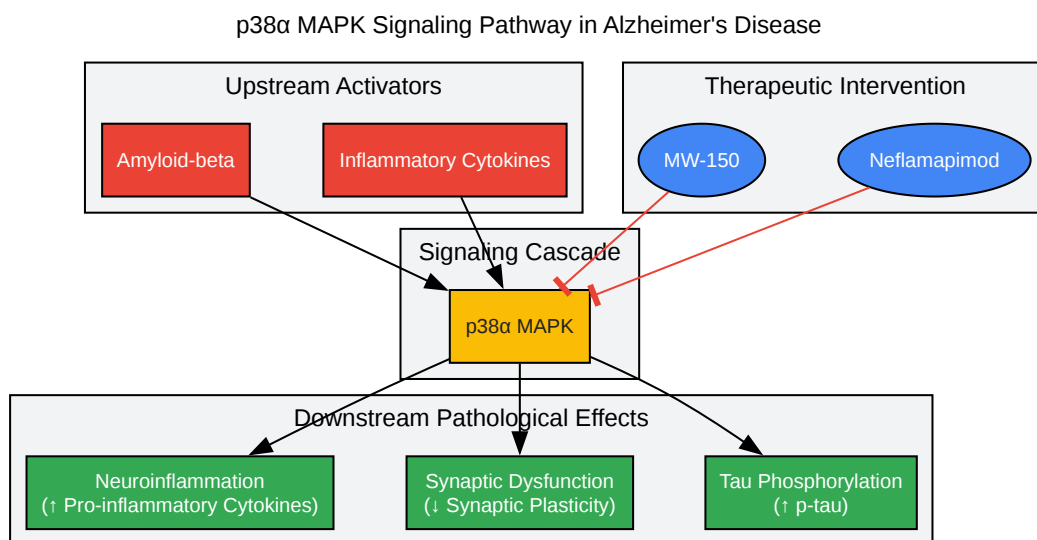 p38α MAPK Signaling Pathway in Alzheimer's Disease
Upstream Activators
Therapeutic Intervention
Amyloid-beta
Inflammatory Cytokines
MW-150
Neflamapimod
Signaling Cascade
p38α MAPK
Downstream Pathological Effects
Neuroinflammation
(↑ Pro-inflammatory Cytokines)
Synaptic Dysfunction
(↓ Synaptic Plasticity)
Tau Phosphorylation
(↑ p-tau)